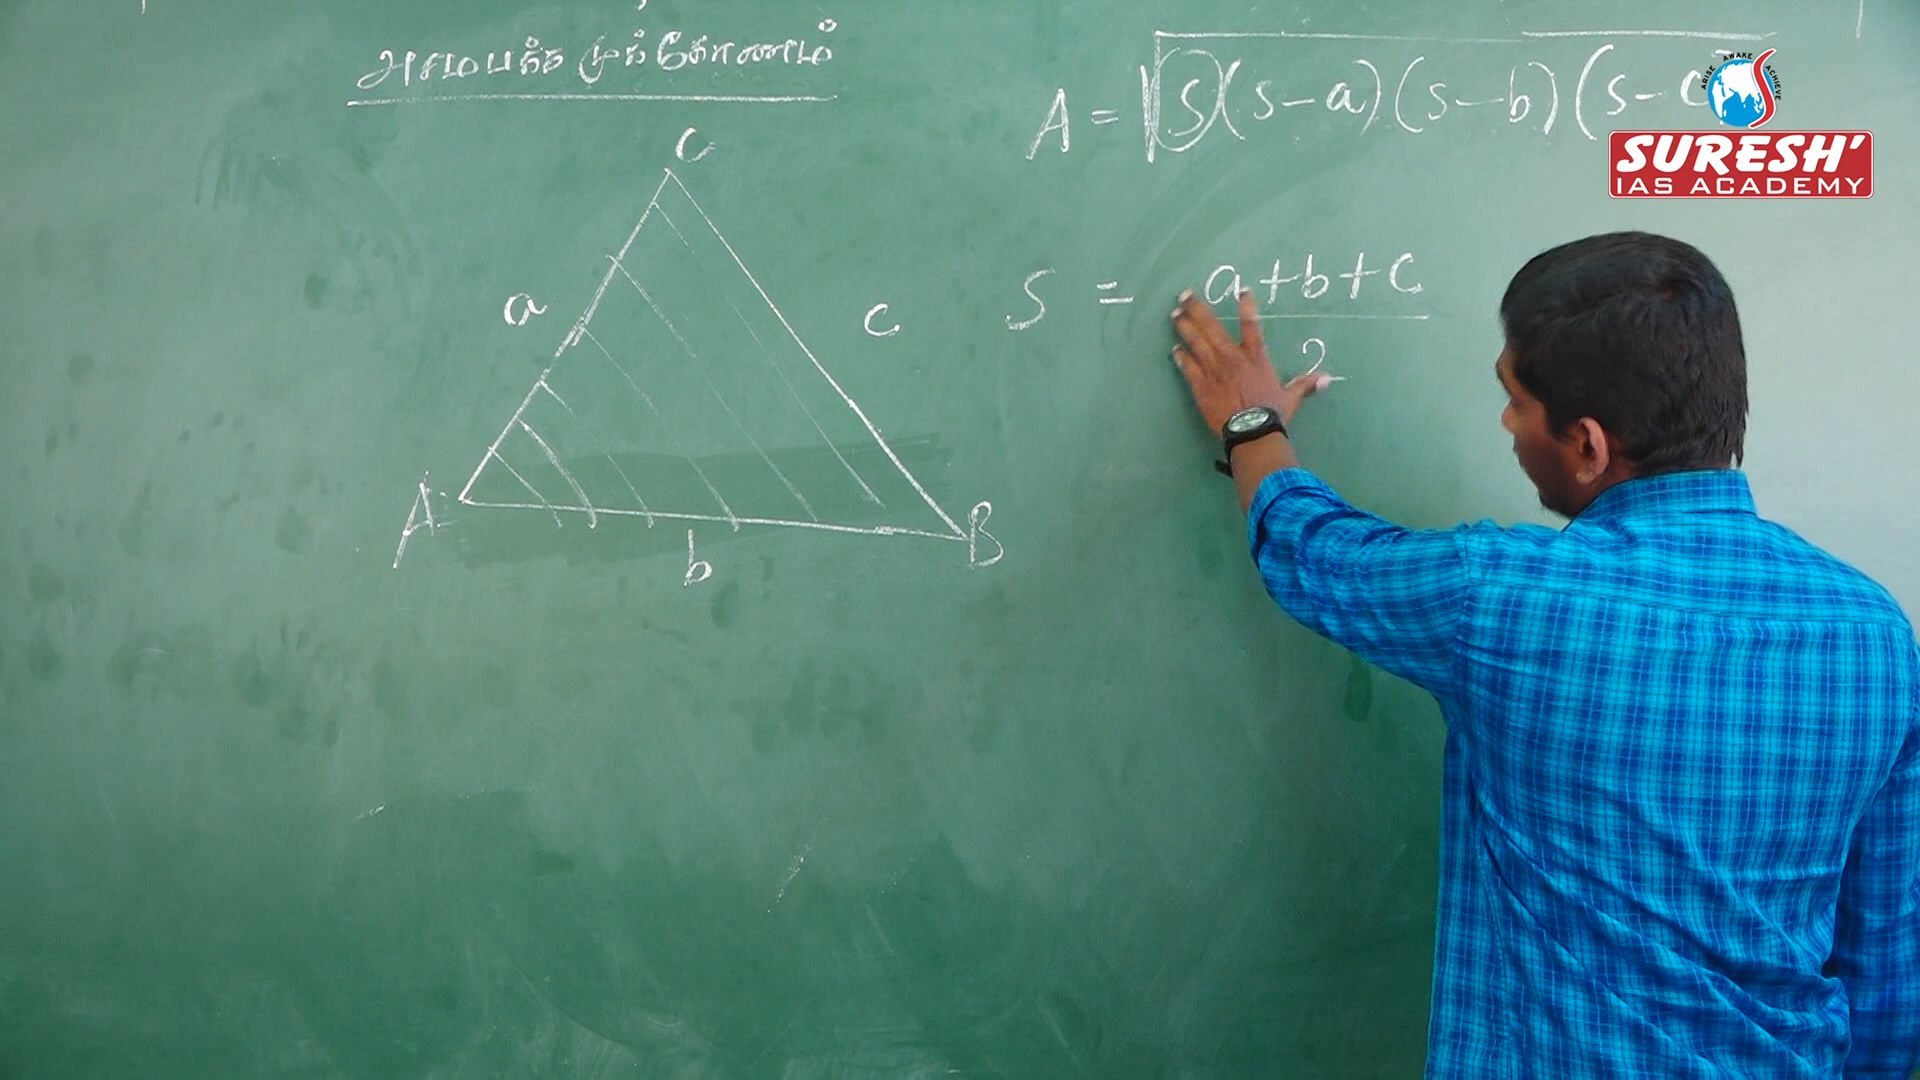 அசமபக்க முக்கோணம்
A = √S(s-a)(s-b)(s-c
ARISE AWAKE ACHIEVE
SURESH'
IAS ACADEMY
C
a
c
S = a+b+c
2
A
B
b